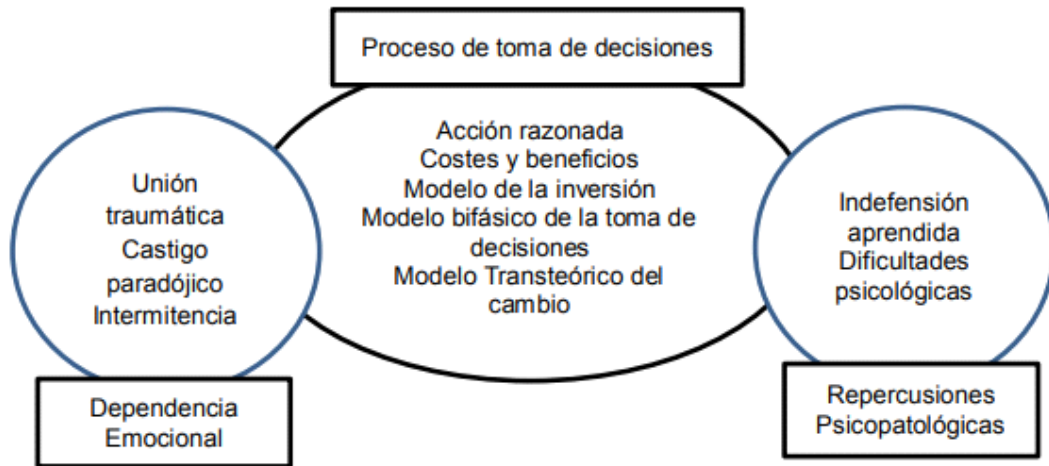 Proceso de toma de decisiones
Acción razonada
Costes y beneficios
Modelo de la inversión
Modelo bifásico de la toma de
decisiones
Modelo Transteórico del
cambio
Unión
traumática
Castigo
paradójico
Intermitencia
Dependencia
Emocional
Indefensión
aprendida
Dificultades
psicológicas
Repercusiones
Psicopatológicas